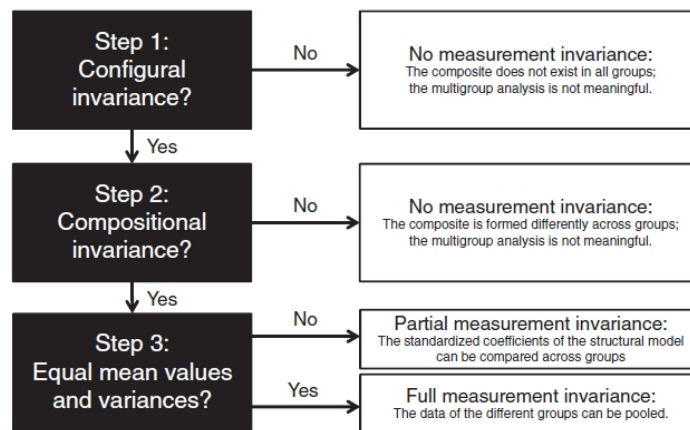 Step 1:
Configural
invariance?
No
No measurement invariance:
The composite does not exist in all groups;
the multigroup analysis is not meaningful.
Yes
Step 2:
Compositional
invariance?
No
No measurement invariance:
The composite is formed differently across groups;
the multigroup analysis is not meaningful.
Yes
Step 3:
Equal mean values
and variances?
No
Partial measurement invariance:
The standardized coefficients of the structural model
can be compared across groups
Yes
Full measurement invariance:
The data of the different groups can be pooled.